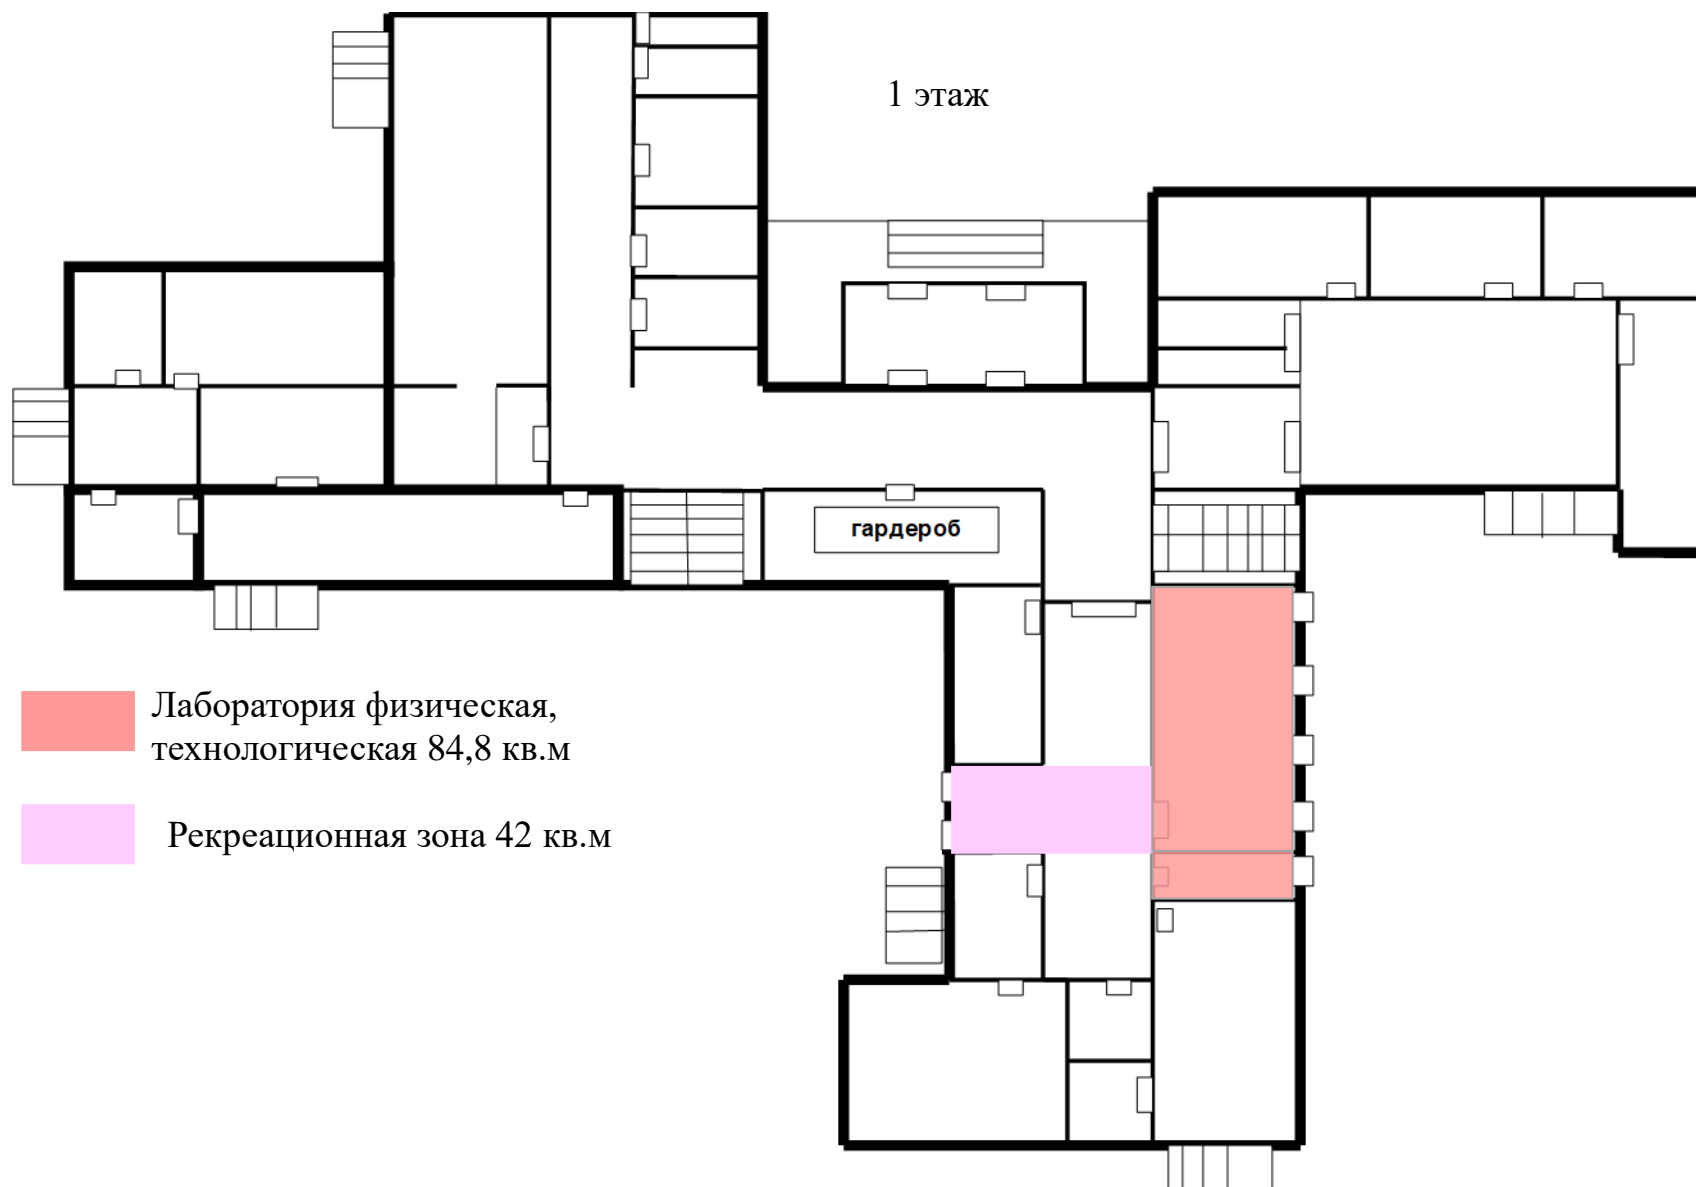 1 этаж
гардероб
Лаборатория физическая,
технологическая 84,8 кв.м
Рекреационная зона 42 кв.м